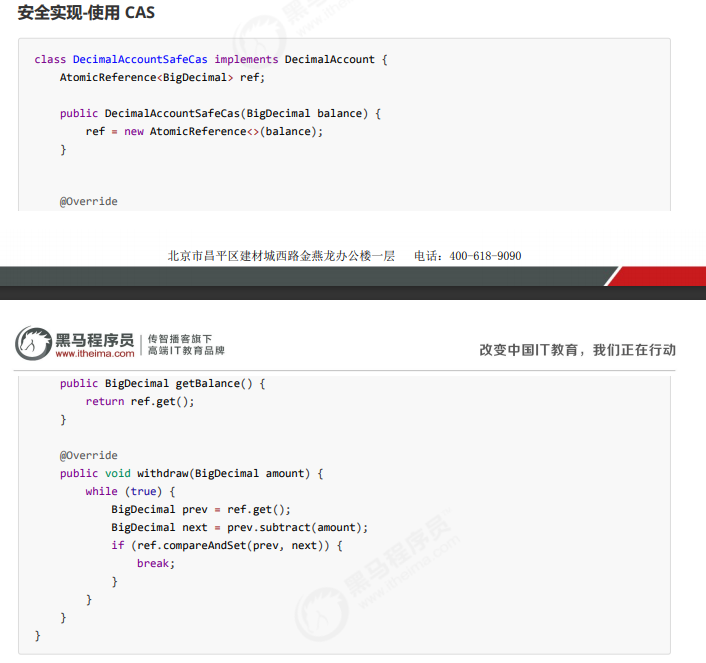 安全实现-使用 CAS
class DecimalAccountSafeCas implements DecimalAccount {
AtomicReference<BigDecimal> ref;
public DecimalAccountSafeCas(BigDecimal balance) {
ref = new AtomicReference<>(balance);
}
@Override
北京市昌平区建材城西路金燕龙办公楼一层 电话：400-618-9090
黑马程序员
www.itheima.com
传智播客旗下
高端IT教育品牌
改变中国IT教育，我们正在行动
public BigDecimal getBalance() {
return ref.get();
}
@Override
public void withdraw(BigDecimal amount) {
while (true) {
BigDecimal prev = ref.get();
BigDecimal next = prev.subtract(amount);
if (ref.compareAndSet(prev, next)) {
break;
}
}
}
}
黑马程序员
www.itheima.com